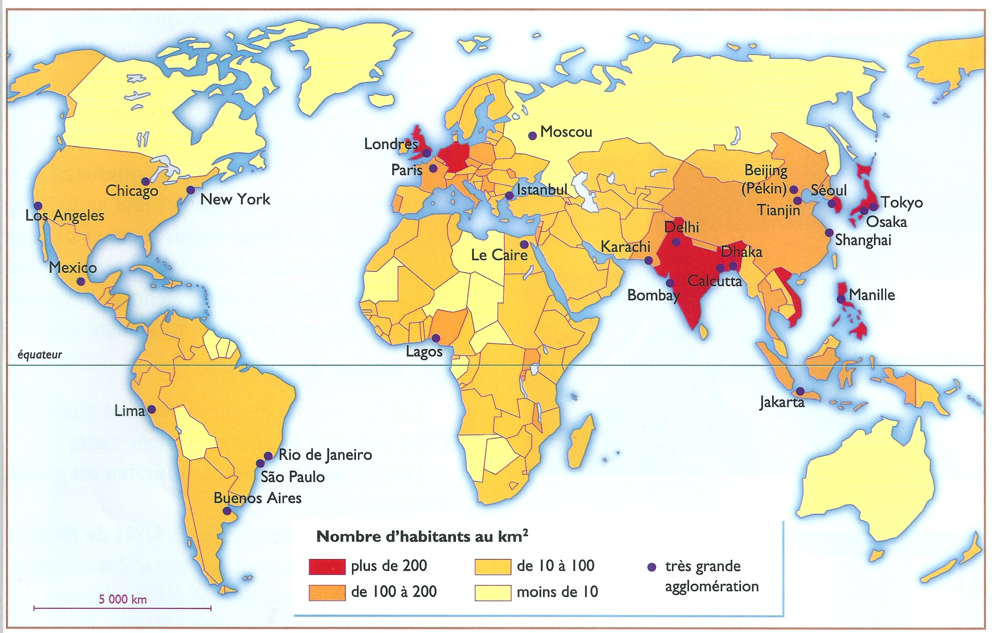 Moscou
Londres
Paris
Istanbul
Chicago
New York
Los Angeles
Mexico
Beijing
(Pékin)
Séoul
Tianjin
Tokyo
Osaka
Shanghai
Delhi
Karachi
Dhaka
Le Caire
Calcutta
Bombay
Manille
Lagos
équateur
Jakarta
Lima
Rio de Janeiro
São Paulo
Buenos Aires
Nombre d'habitants au km²
plus de 200
de 100 à 200
de 10 à 100
moins de 10
très grande
agglomération
5 000 km